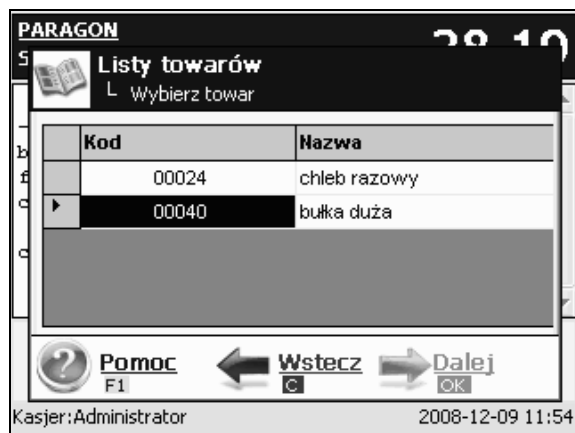 PARAGON
Listy towarów
Wybierz towar
Kod Nazwa
00024 chleb razowy
00040 bułka duża
Pomoc Wstecz Dalej
F1 C OK
Kasjer:Administrator 2008-12-09 11:54